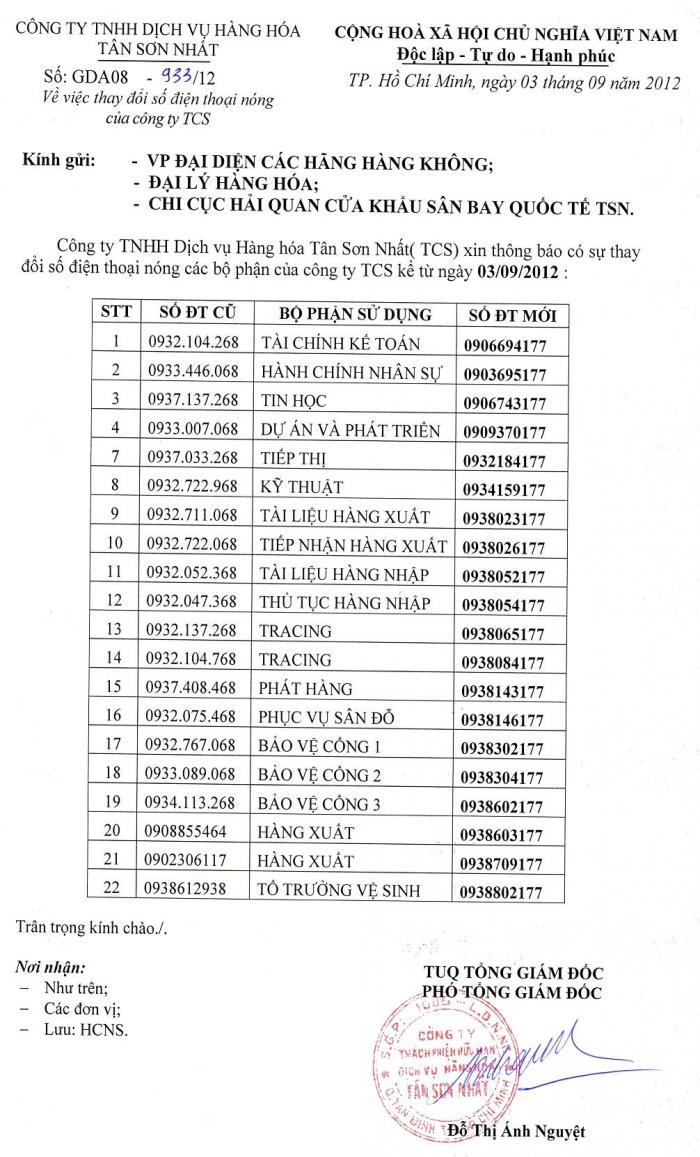 CÔNG TY TNHH DỊCH VỤ HÀNG HÓA
TÂN SƠN NHẤT
Số: GDA08 - 933/12
Về việc thay đổi số điện thoại nóng
của công ty TCS
CỘNG HOÀ XÃ HỘI CHỦ NGHĨA VIỆT NAM
Độc lập - Tự do - Hạnh phúc
TP. Hồ Chí Minh, ngày 03 tháng 09 năm 2012
Kính gửi: - VP ĐẠI DIỆN CÁC HÃNG HÀNG KHÔNG;
- ĐẠI LÝ HÀNG HÓA;
- CHI CỤC HẢI QUAN CỬA KHẨU SÂN BAY QUỐC TẾ TSN.
Công ty TNHH Dịch vụ Hàng hóa Tân Sơn Nhất( TCS) xin thông báo có sự thay
đổi số điện thoại nóng các bộ phận của công ty TCS kể từ ngày 03/09/2012 :
STT SỐ ĐT CŨ BỘ PHẬN SỬ DỤNG SỐ ĐT MỚI
1 0932.104.268 TÀI CHÍNH KẾ TOÁN 0906694177
2 0933.446.068 HÀNH CHÍNH NHÂN SỰ 0903695177
3 0937.137.268 TIN HỌC 0906743177
4 0933.007.068 DỰ ÁN VÀ PHÁT TRIỂN 0909370177
7 0937.033.268 TIẾP THỊ 0932184177
8 0932.722.968 KỸ THUẬT 0934159177
9 0932.711.068 TÀI LIỆU HÀNG XUẤT 0938023177
10 0932.722.068 TIẾP NHẬN HÀNG XUẤT 0938026177
11 0932.052.368 TÀI LIỆU HÀNG NHẬP 0938052177
12 0932.047.368 THỦ TỤC HÀNG NHẬP 0938054177
13 0932.137.268 TRACING 0938065177
14 0932.104.768 TRACING 0938084177
15 0937.408.468 PHÁT HÀNG 0938143177
16 0932.075.468 PHỤC VỤ SÂN ĐỖ 0938146177
17 0932.767.068 BẢO VỆ CỔNG 1 0938302177
18 0933.089.068 BẢO VỆ CỔNG 2 0938304177
19 0934.113.268 BẢO VỆ CỔNG 3 0938602177
20 0908855464 HÀNG XUẤT 0938603177
21 0902306117 HÀNG XUẤT 0938709177
22 0938612938 TỔ TRƯỞNG VỆ SINH 0938802177
Trân trọng kính chào./.
Nơi nhận:
– Như trên;
– Các đơn vị;
– Lưu: HCNS.
TUQ TỔNG GIÁM ĐỐC
PHÓ TỔNG GIÁM ĐỐC
CÔNG TY
DỊCH VỤ HÀNG HÓA
TÂN SƠN NHẤT
Đỗ Thị Ánh Nguyệt